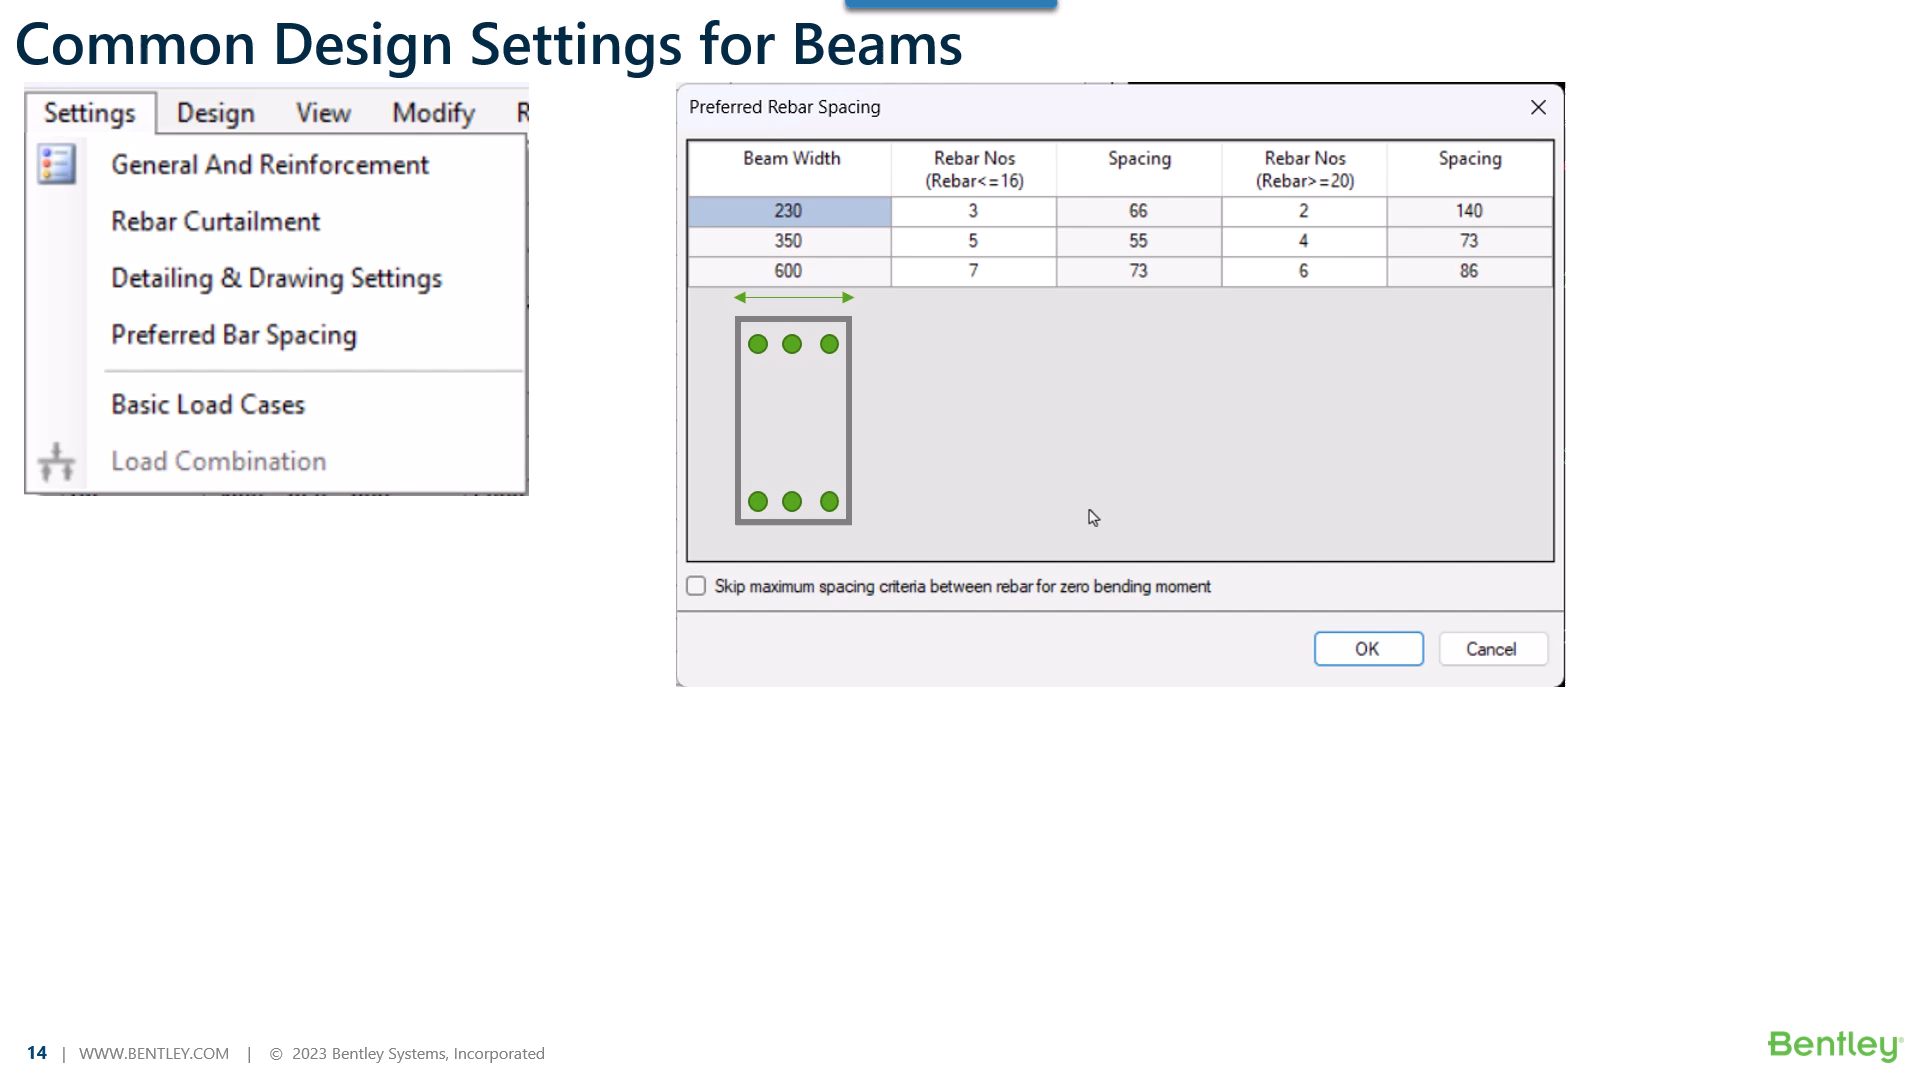 Common Design Settings for Beams
Settings Design View Modify R
General And Reinforcement
Rebar Curtailment
Detailing & Drawing Settings
Preferred Bar Spacing
Basic Load Cases
Load Combination
Preferred Rebar Spacing
Beam Width Rebar Nos (Rebar<=16) Spacing Rebar Nos (Rebar>=20) Spacing
230 3 66 2 140
350 5 55 4 73
600 7 73 6 86
Skip maximum spacing criteria between rebar for zero bending moment
OK Cancel
14 | WWW.BENTLEY.COM | © 2023 Bentley Systems, Incorporated
Bentley®